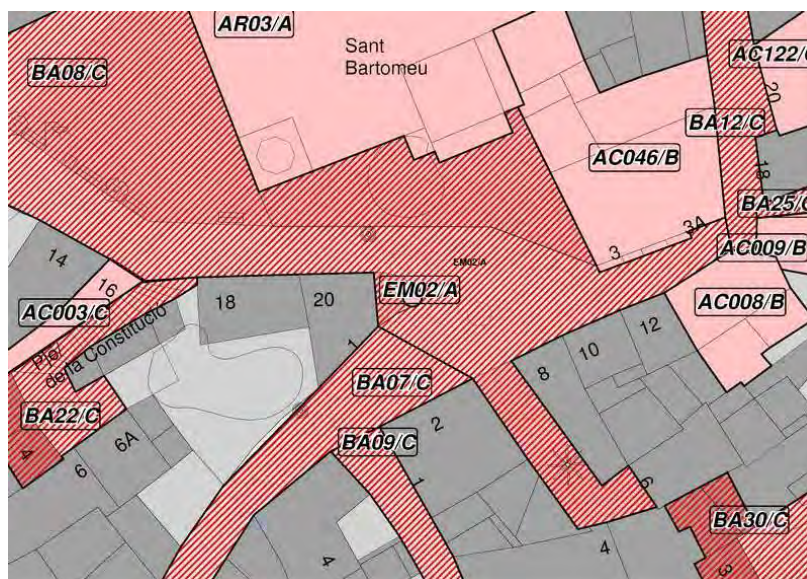 AR03/A
Sant
Bartomeu
BA08/C
AC122/C
20
BA12/C
AC046/B
18
BA25/C
3A
3
AC009/B
14
EM02/A
16
EM02/A
AC008/B
AC003/C
18
20
12
10
Pje/
de la Constitució
1
8
BA07/C
BA22/C
2
BA09/C
6A
4
6
1
6
BA30/C
4
4
3